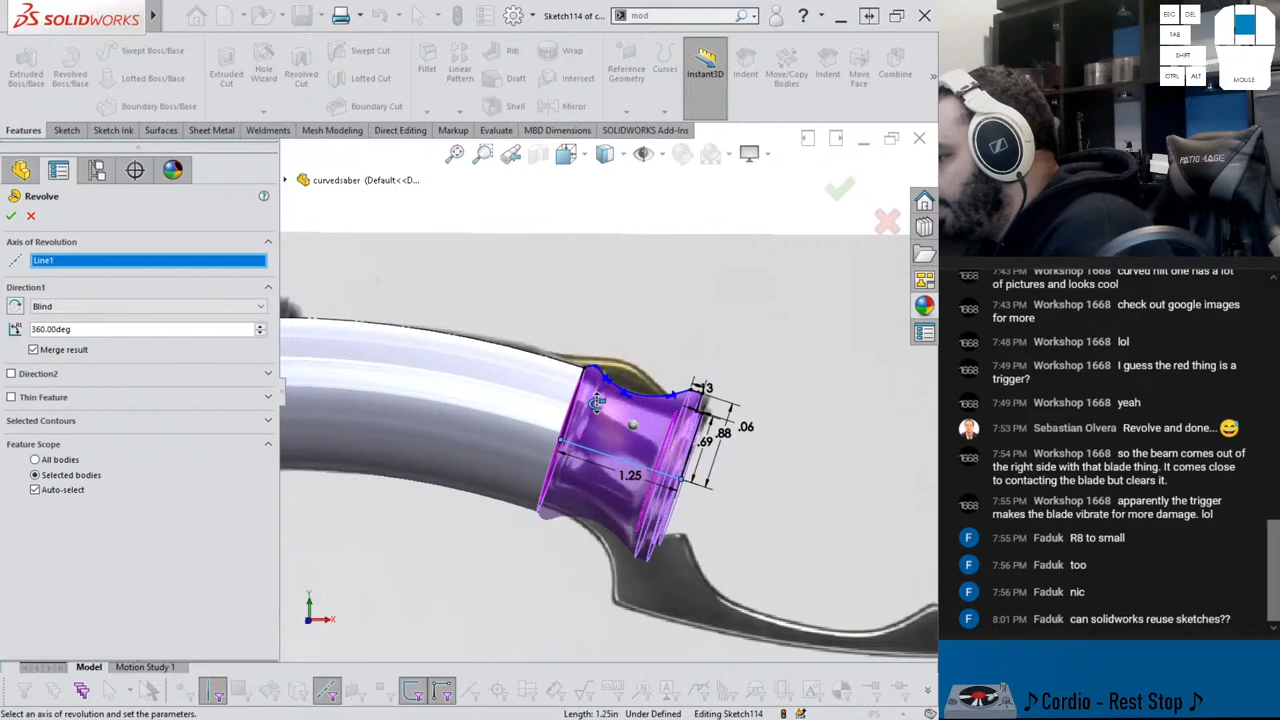 SOLIDWORKS
Sketch114 of c...
mod
Extruded Boss/Base
Revolved Boss/Base
Swept Boss/Base
Lofted Boss/Base
Boundary Boss/Base
Extruded Cut
Hole Wizard
Revolved Cut
Swept Cut
Lofted Cut
Boundary Cut
Fillet
Linear Pattern
Rib
Draft
Shell
Wrap
Intersect
Mirror
Reference Geometry
Curves
Instant3D
Indent
Move/Copy Bodies
Indent
Move Face
Combine
Features
Sketch
Sketch Ink
Surfaces
Sheet Metal
Weldments
Mesh Modeling
Direct Editing
Markup
Evaluate
MBD Dimensions
SOLIDWORKS Add-Ins
Revolve
Axis of Revolution
Line1
Direction1
Blind
360.00deg
Merge result
Direction2
Thin Feature
Selected Contours
Feature Scope
All bodies
Selected bodies
Auto-select
curvedsaber (Default<<D...
.06
.88
.69
1.25
Y
X
Model
Motion Study 1
Select an axis of revolution and set the parameters.
Length: 1.25in
Under Defined
Editing Sketch114
IPS
ESC
DEL
TAB
SHIFT
CTRL
ALT
MOUSE
7:43 PM Workshop 1668 curved hilt one has a lot
of pictures and looks cool
7:43 PM Workshop 1668 check out google images
for more
7:48 PM Workshop 1668 lol
7:49 PM Workshop 1668 I guess the red thing is a
trigger?
7:49 PM Workshop 1668 yeah
7:53 PM Sebastian Olvera Revolve and done...😅
7:54 PM Workshop 1668 so the beam comes out of
the right side with that blade thing. It comes close
to contacting the blade but clears it.
7:55 PM Workshop 1668 apparently the trigger
makes the blade vibrate for more damage. lol
F 7:55 PM Faduk R8 to small
F 7:56 PM Faduk too
F 7:56 PM Faduk nic
F 8:01 PM Faduk can solidworks reuse sketches??
♪ Cordio - Rest Stop ♪